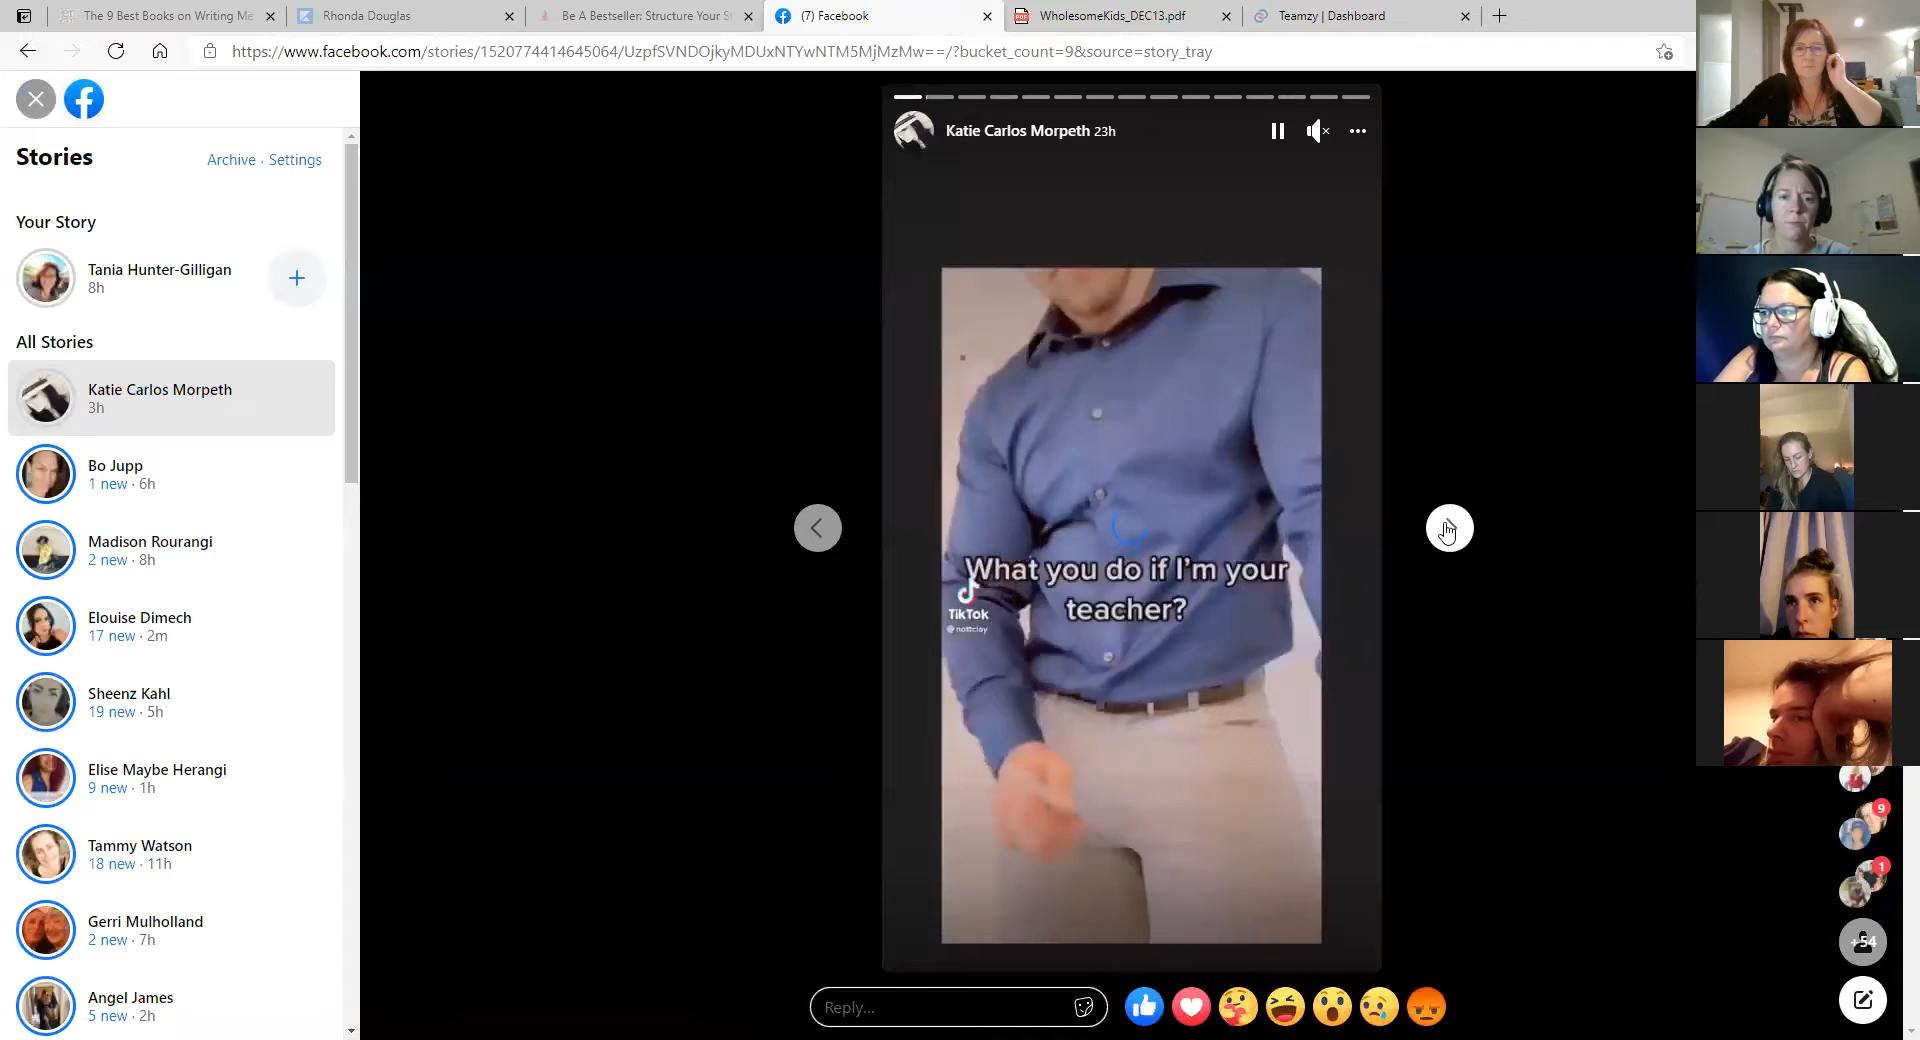 The 9 Best Books on Writing Me
Rhonda Douglas
Be A Bestseller: Structure Your S
(7) Facebook
WholesomeKids_DEC13.pdf
Teamzy | Dashboard
https://www.facebook.com/stories/1520774414645064/UzpfSVNDOjkyMDUxNTYwNTM5MjMzMw==/?bucket_count=9&source=story_tray
Stories
Archive · Settings
Your Story
Tania Hunter-Gilligan
8h
All Stories
Katie Carlos Morpeth
3h
Bo Jupp
1 new · 6h
Madison Rourangi
2 new · 8h
Elouise Dimech
17 new · 2m
Sheenz Kahl
19 new · 5h
Elise Maybe Herangi
9 new · 1h
Tammy Watson
18 new · 11h
Gerri Mulholland
2 new · 7h
Angel James
5 new · 2h
Katie Carlos Morpeth 23h
What you do if I'm your
teacher?
TikTok
@nottclay
Reply...
9
1
+54